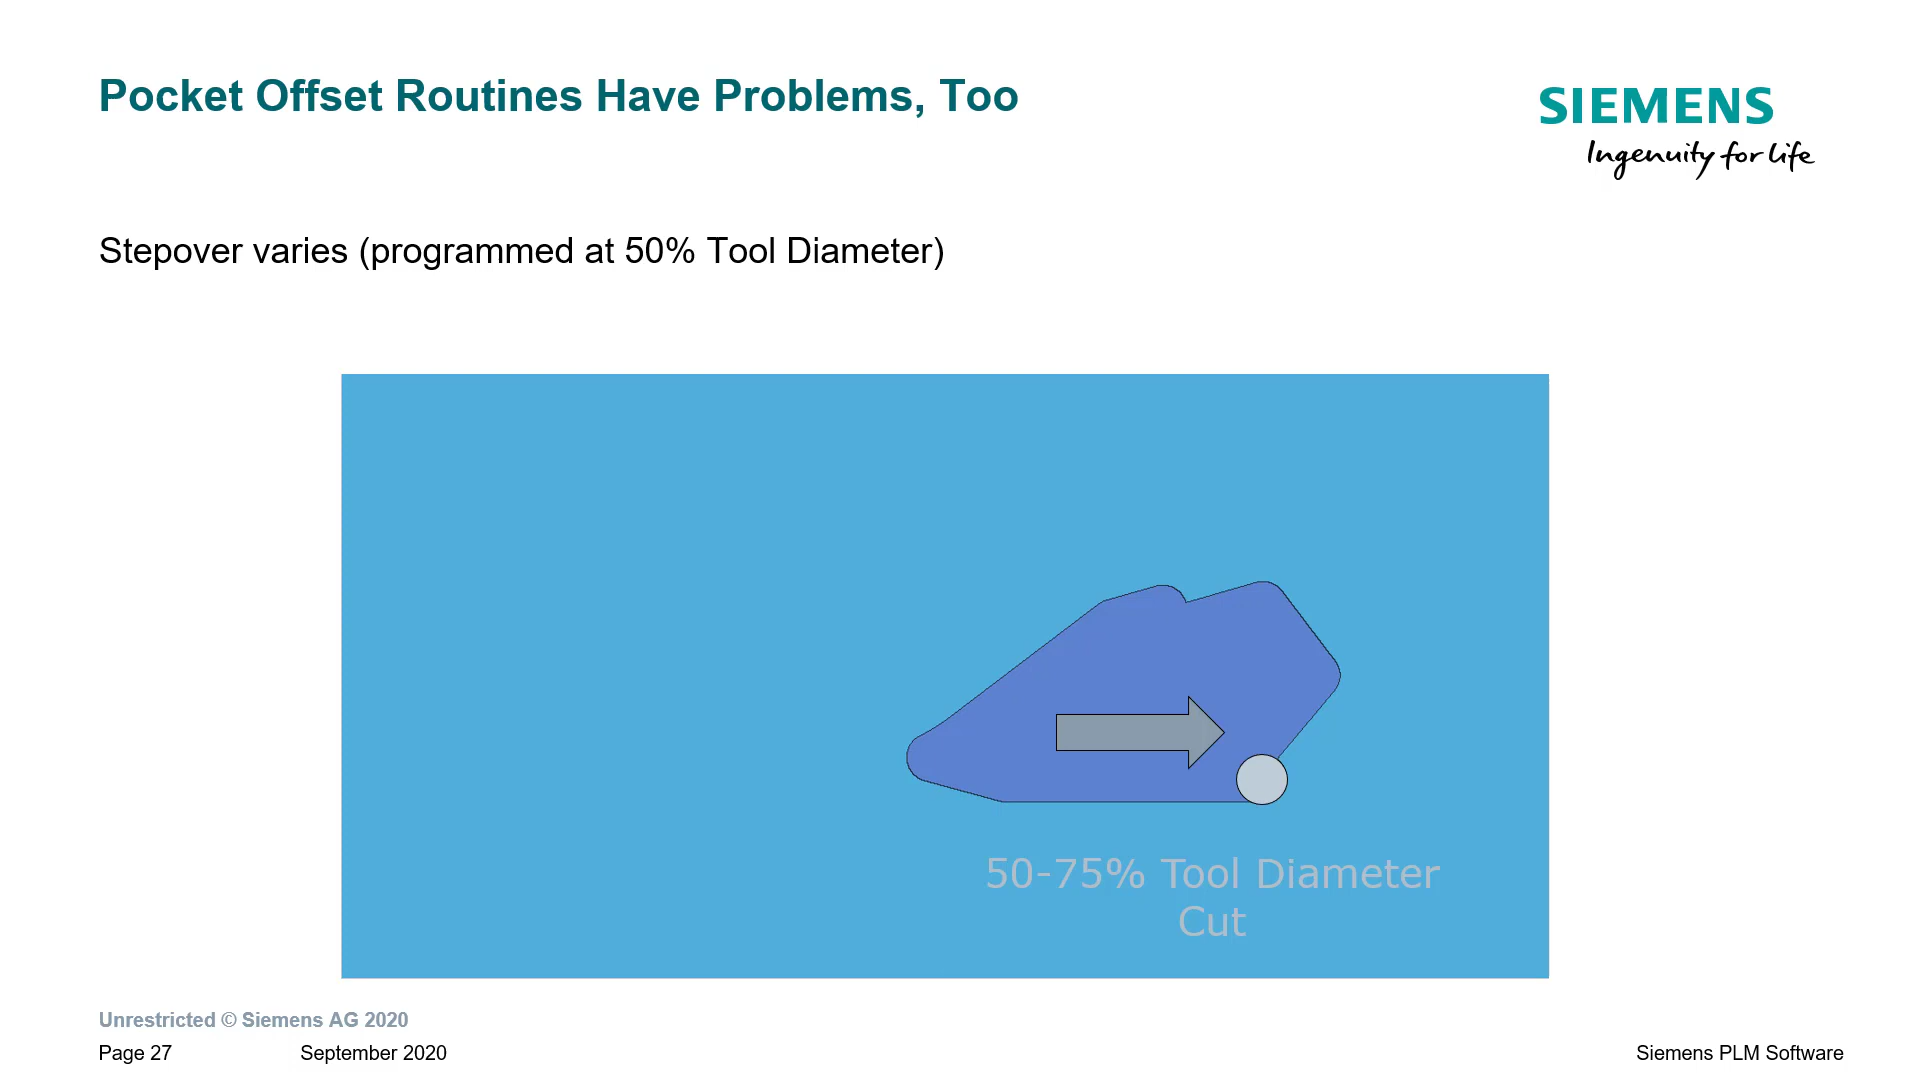 Pocket Offset Routines Have Problems, Too
SIEMENS
Ingenuity for life
Stepover varies (programmed at 50% Tool Diameter)
50-75% Tool Diameter
Cut
Unrestricted © Siemens AG 2020
Page 27
September 2020
Siemens PLM Software